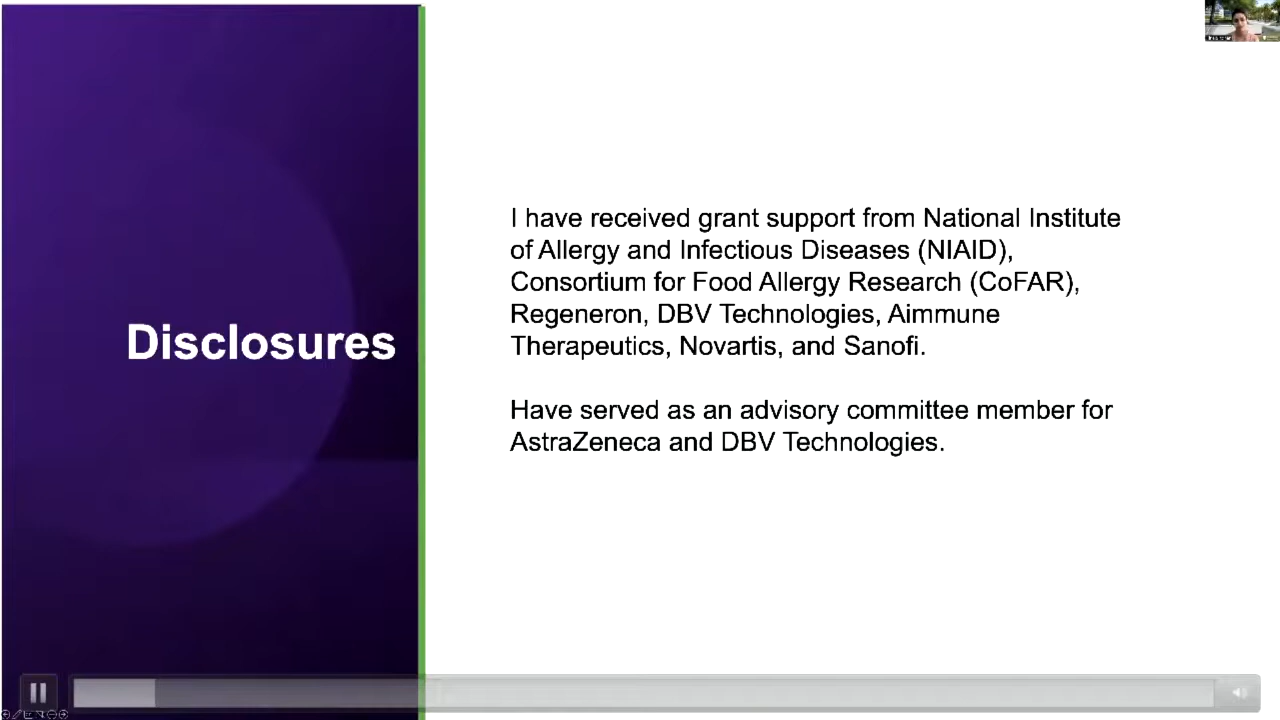 Disclosures
I have received grant support from National Institute
of Allergy and Infectious Diseases (NIAID),
Consortium for Food Allergy Research (CoFAR),
Regeneron, DBV Technologies, Aimmune
Therapeutics, Novartis, and Sanofi.
Have served as an advisory committee member for
AstraZeneca and DBV Technologies.